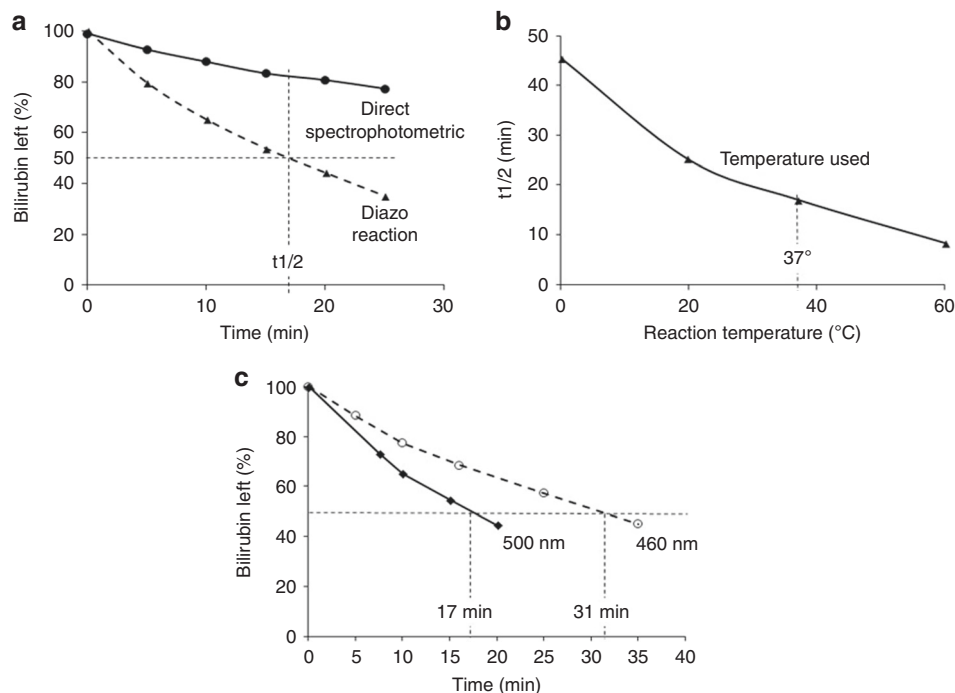 a
100
80
60
50
40
20
0
0
10
20
30
Bilirubin left (%)
Time (min)
Direct
spectrophotometric
Diazo
reaction
t1/2
b
50
40
30
20
10
0
0
20
40
60
t1/2 (min)
Reaction temperature (°C)
Temperature used
37°
c
100
80
60
40
20
0
0
5
10
15
20
25
30
35
40
Bilirubin left (%)
Time (min)
500 nm
460 nm
17 min
31 min